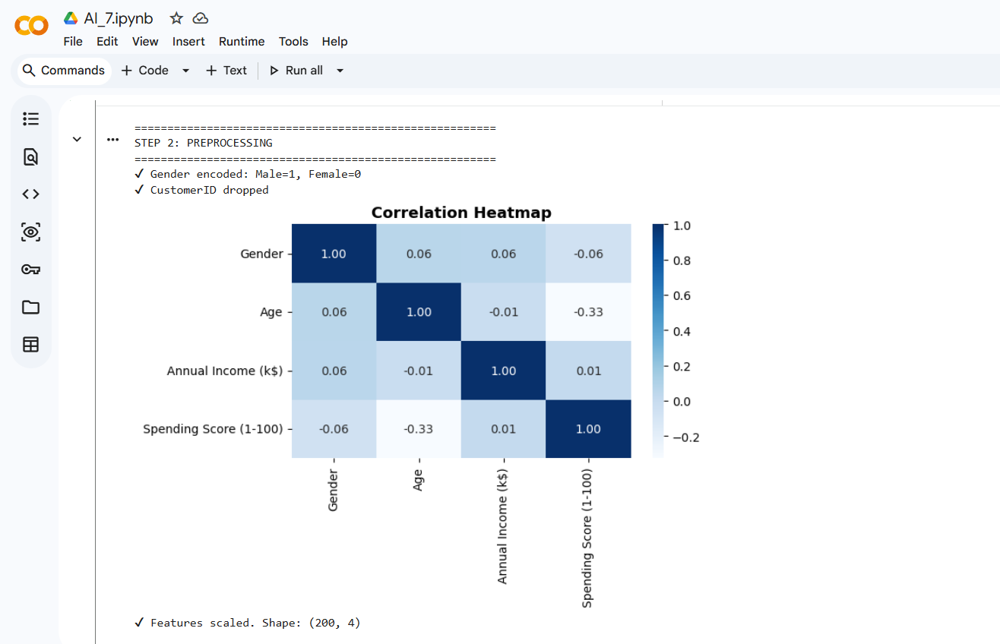 AI_7.ipynb
File Edit View Insert Runtime Tools Help
Commands + Code + Text Run all
=======================================================
STEP 2: PREPROCESSING
=======================================================
✓ Gender encoded: Male=1, Female=0
✓ CustomerID dropped
Correlation Heatmap
Gender 1.00 0.06 0.06 -0.06
Age 0.06 1.00 -0.01 -0.33
Annual Income (k$) 0.06 -0.01 1.00 0.01
Spending Score (1-100) -0.06 -0.33 0.01 1.00
Gender Age Annual Income (k$) Spending Score (1-100)
1.0
0.8
0.6
0.4
0.2
0.0
−0.2
✓ Features scaled. Shape: (200, 4)